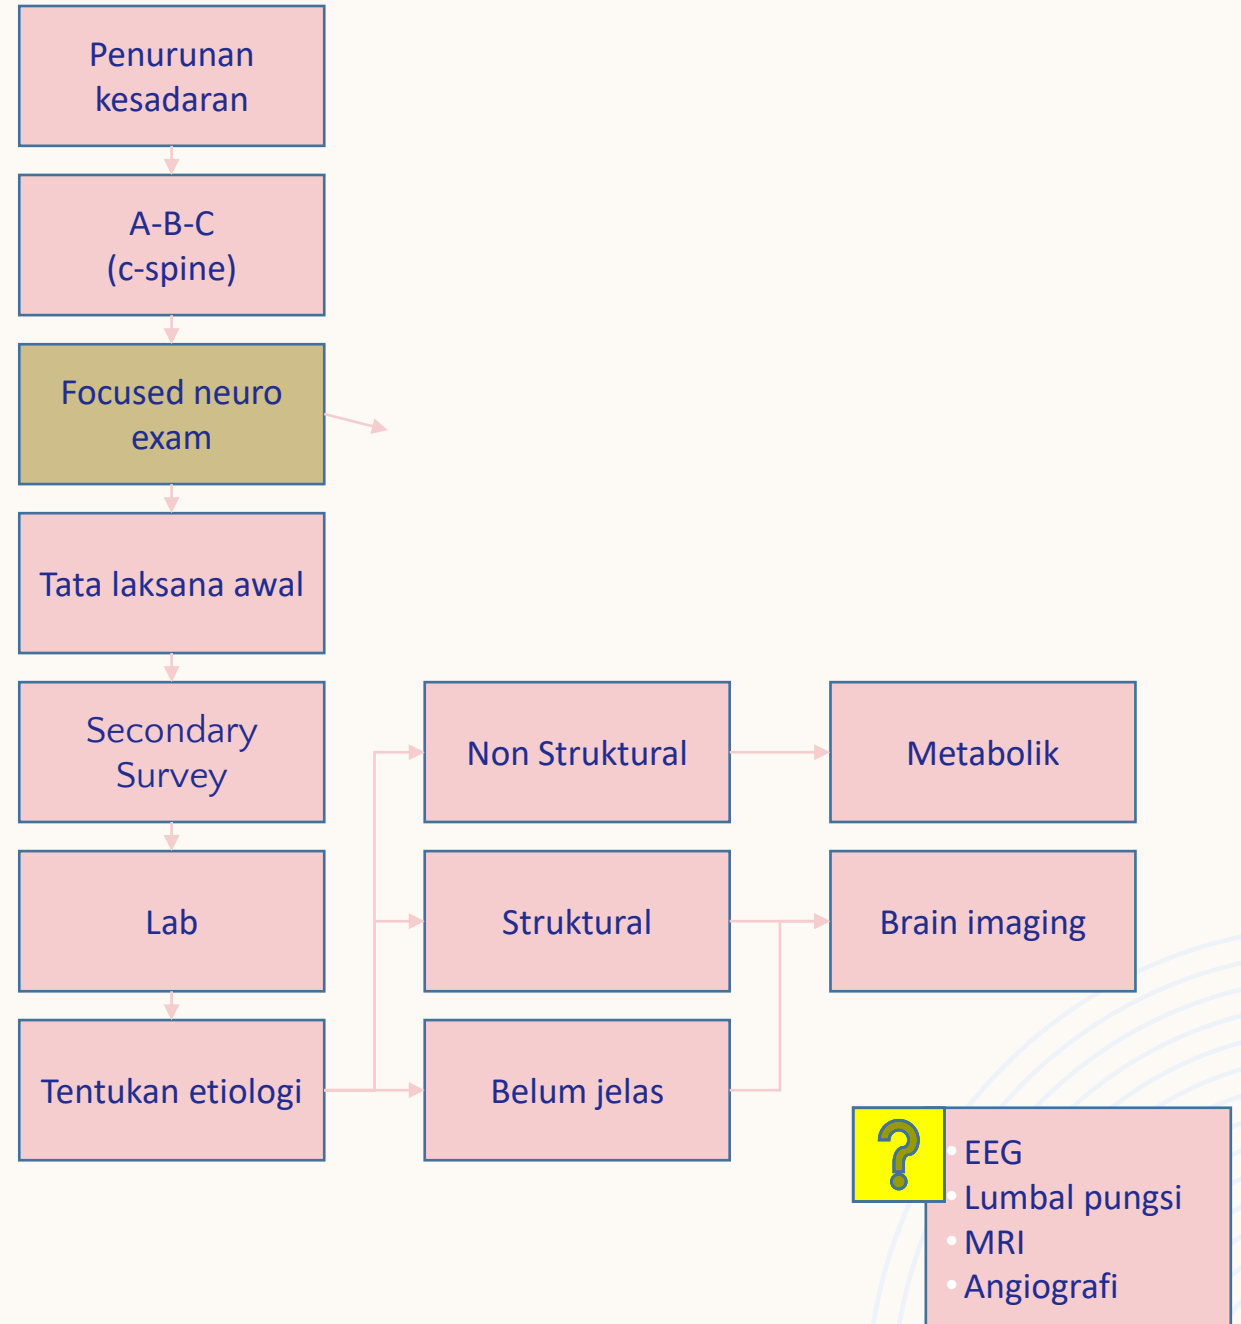 Penurunan
kesadaran
A-B-C
(c-spine)
Focused neuro
exam
Tata laksana awal
Secondary
Survey
Non Struktural
Metabolik
Lab
Struktural
Brain imaging
Tentukan etiologi
Belum jelas
?
• EEG
• Lumbal pungsi
• MRI
• Angiografi